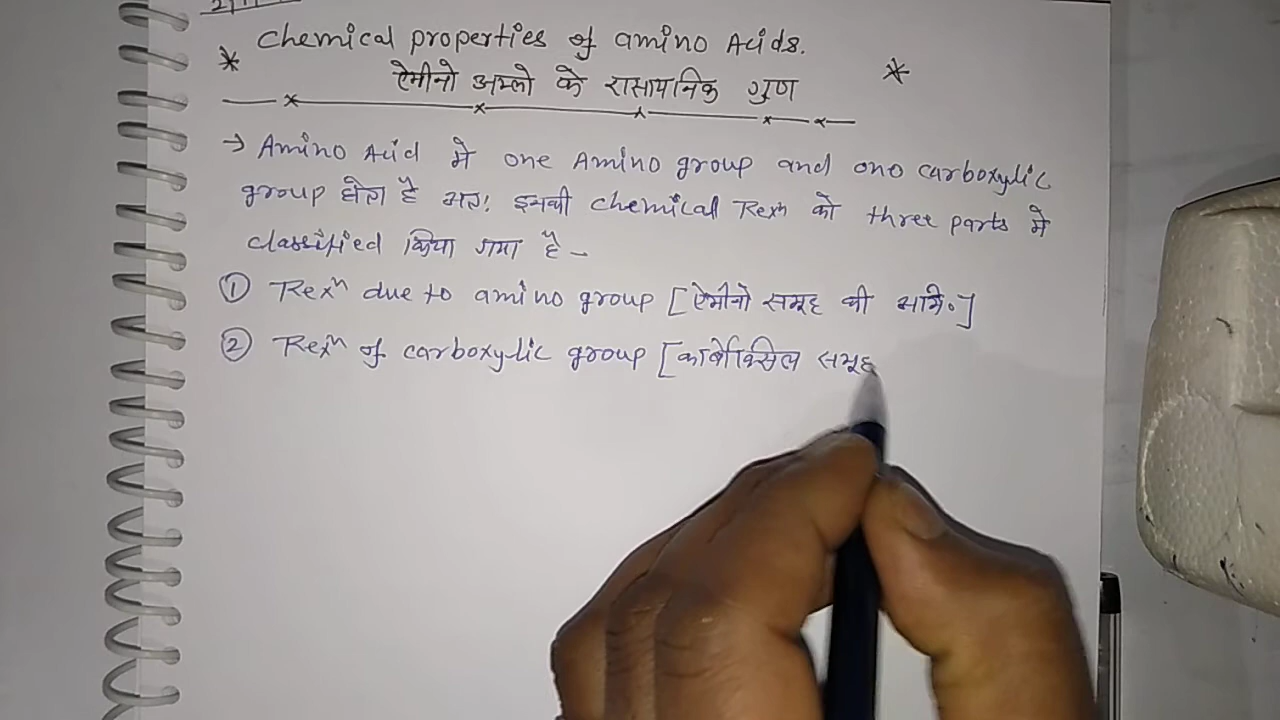 Chemical properties of amino Acids.
ऐमीनो अम्लो के रासायनिक गुण
→ Amino Acid मे one Amino group and one carboxylic
group होता है अतः इनकी chemical Rexn को three parts मे
classified किया गया है -
① Rexn due to amino group [ऐमीनो समूह की अभि॰]
② Rexn of carboxylic group [कार्बोक्सिल समूह